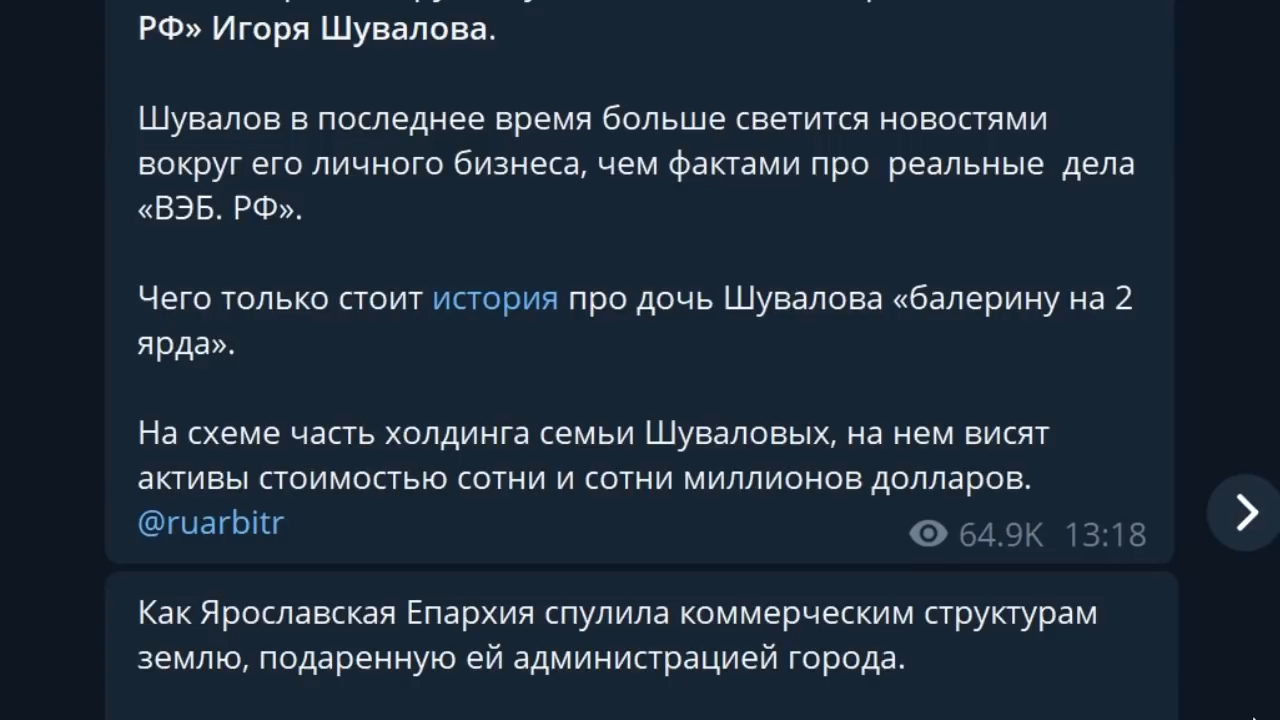 РФ» Игоря Шувалова.
Шувалов в последнее время больше светится новостями
вокруг его личного бизнеса, чем фактами про реальные дела
«ВЭБ. РФ».
Чего только стоит история про дочь Шувалова «балерину на 2
ярда».
На схеме часть холдинга семьи Шуваловых, на нем висят
активы стоимостью сотни и сотни миллионов долларов.
@ruarbitr
64.9K 13:18
Как Ярославская Епархия спулила коммерческим структурам
землю, подаренную ей администрацией города.